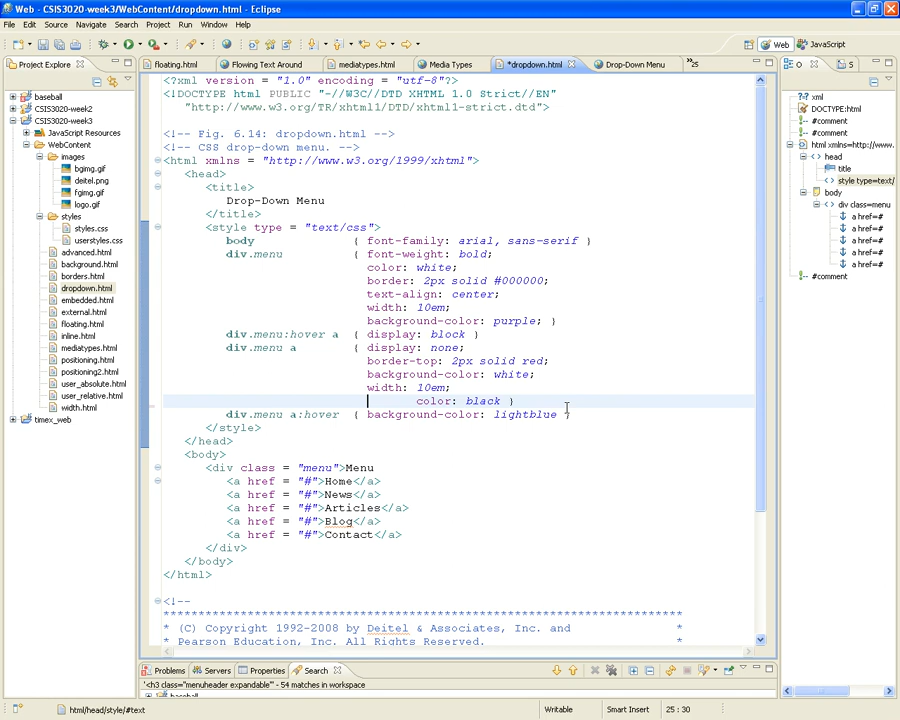 Web - CSIS3020-week3/WebContent/dropdown.html - Eclipse
File Edit Source Navigate Search Project Run Window Help
Web JavaScript
Project Explore
floating.html Flowing Text Around mediatypes.html Media Types *dropdown.html Drop-Down Menu »25
O S
baseball
CSIS3020-week2
CSIS3020-week3
JavaScript Resources
WebContent
images
bgimg.gif
deitel.png
fgimg.gif
logo.gif
styles
styles.css
userstyles.css
advanced.html
background.html
borders.html
dropdown.html
embedded.html
external.html
floating.html
inline.html
mediatypes.html
positioning.html
positioning2.html
user_absolute.html
user_relative.html
width.html
timex_web
<?xml version = "1.0" encoding = "utf-8"?>
<!DOCTYPE html PUBLIC "-//W3C//DTD XHTML 1.0 Strict//EN"
"http://www.w3.org/TR/xhtml1/DTD/xhtml1-strict.dtd">
<!-- Fig. 6.14: dropdown.html -->
<!-- CSS drop-down menu. -->
<html xmlns = "http://www.w3.org/1999/xhtml">
<head>
<title>
Drop-Down Menu
</title>
<style type = "text/css">
body { font-family: arial, sans-serif }
div.menu { font-weight: bold;
color: white;
border: 2px solid #000000;
text-align: center;
width: 10em;
background-color: purple; }
div.menu:hover a { display: block }
div.menu a { display: none;
border-top: 2px solid red;
background-color: white;
width: 10em;
color: black }
div.menu a:hover { background-color: lightblue }
</style>
</head>
<body>
<div class = "menu">Menu
<a href = "#">Home</a>
<a href = "#">News</a>
<a href = "#">Articles</a>
<a href = "#">Blog</a>
<a href = "#">Contact</a>
</div>
</body>
</html>
<!--
**************************************************************************
* (C) Copyright 1992-2008 by Deitel & Associates, Inc. and *
* Pearson Education, Inc. All Rights Reserved. *
xml
DOCTYPE:html
#comment
#comment
html xmlns=http://www.
head
title
style type=text/
body
div class=menu
a href=#
a href=#
a href=#
a href=#
a href=#
#comment
Problems Servers Properties Search
'<h3 class="menuheader expandable"' - 54 matches in workspace
baseball
html/head/style/#text Writable Smart Insert 25 : 30